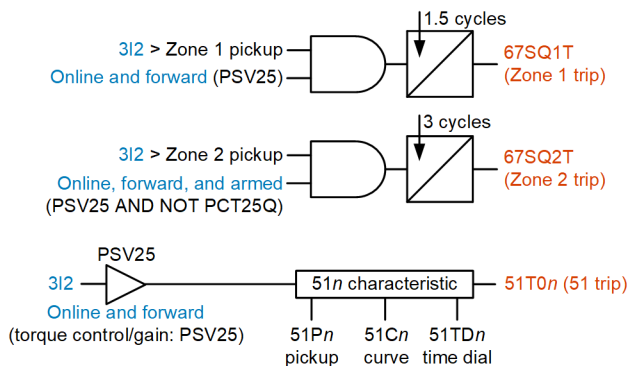 1.5 cycles
3I2 > Zone 1 pickup
Online and forward (PSV25)
67SQ1T
(Zone 1 trip)
3 cycles
3I2 > Zone 2 pickup
Online, forward, and armed
(PSV25 AND NOT PCT25Q)
67SQ2T
(Zone 2 trip)
PSV25
3I2
Online and forward
(torque control/gain: PSV25)
51n characteristic
51T0n (51 trip)
51Pn
pickup
51Cn
curve
51TDn
time dial